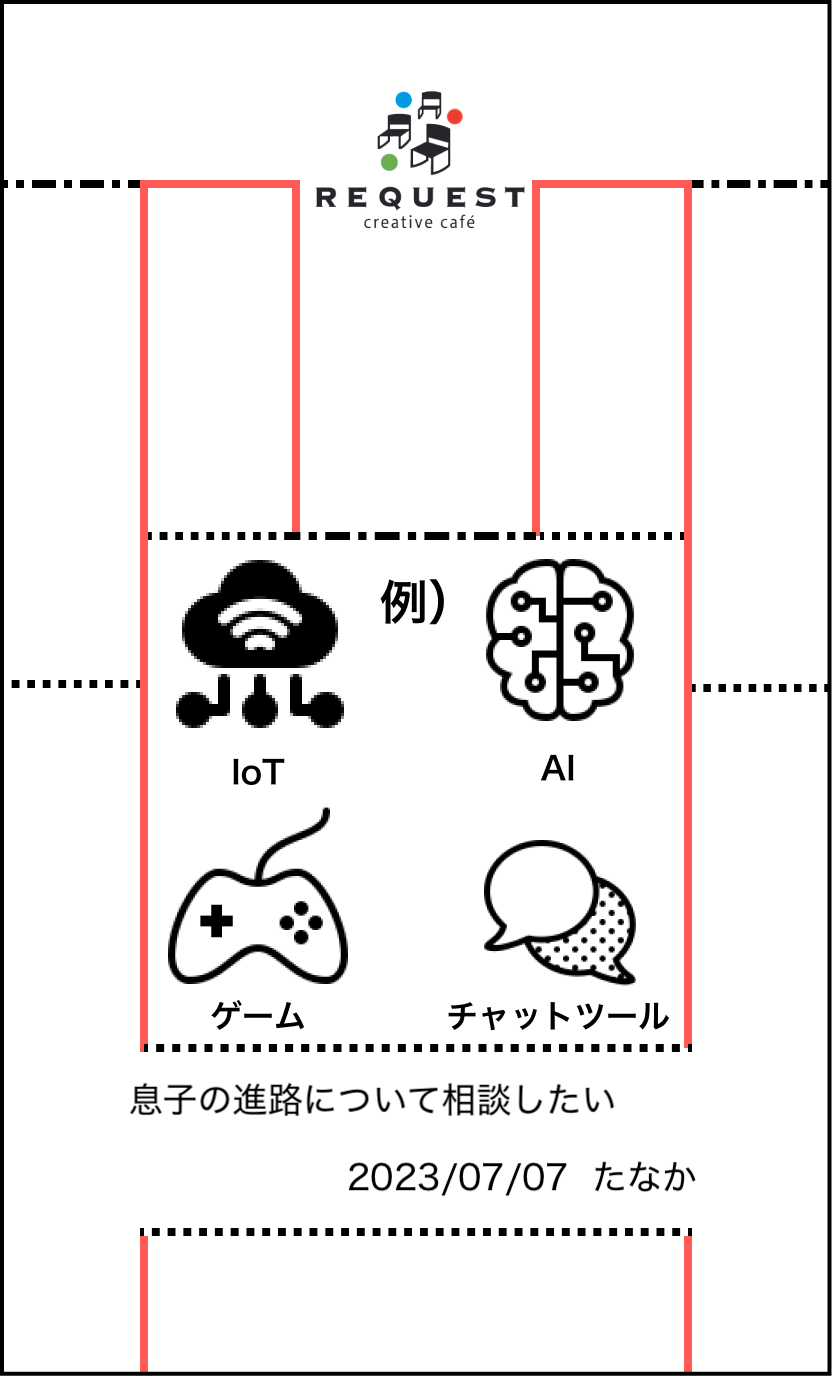 REQUEST
creative café
例）
IoT
AI
ゲーム
チャットツール
息子の進路について相談したい
2023/07/07 たなか